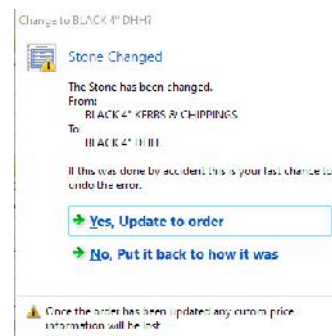 Change to BLACK 4" DHH?
Stone Changed
The Stone has been changed.
From:
BLACK 4" KERBS & CHIPPINGS
To
BLACK 4" DHH
If this was done by accident this is your last chance to
undo the error.
Yes, Update to order
No, Put it back to how it was
Once the order has been updated any custom price
information will be lost